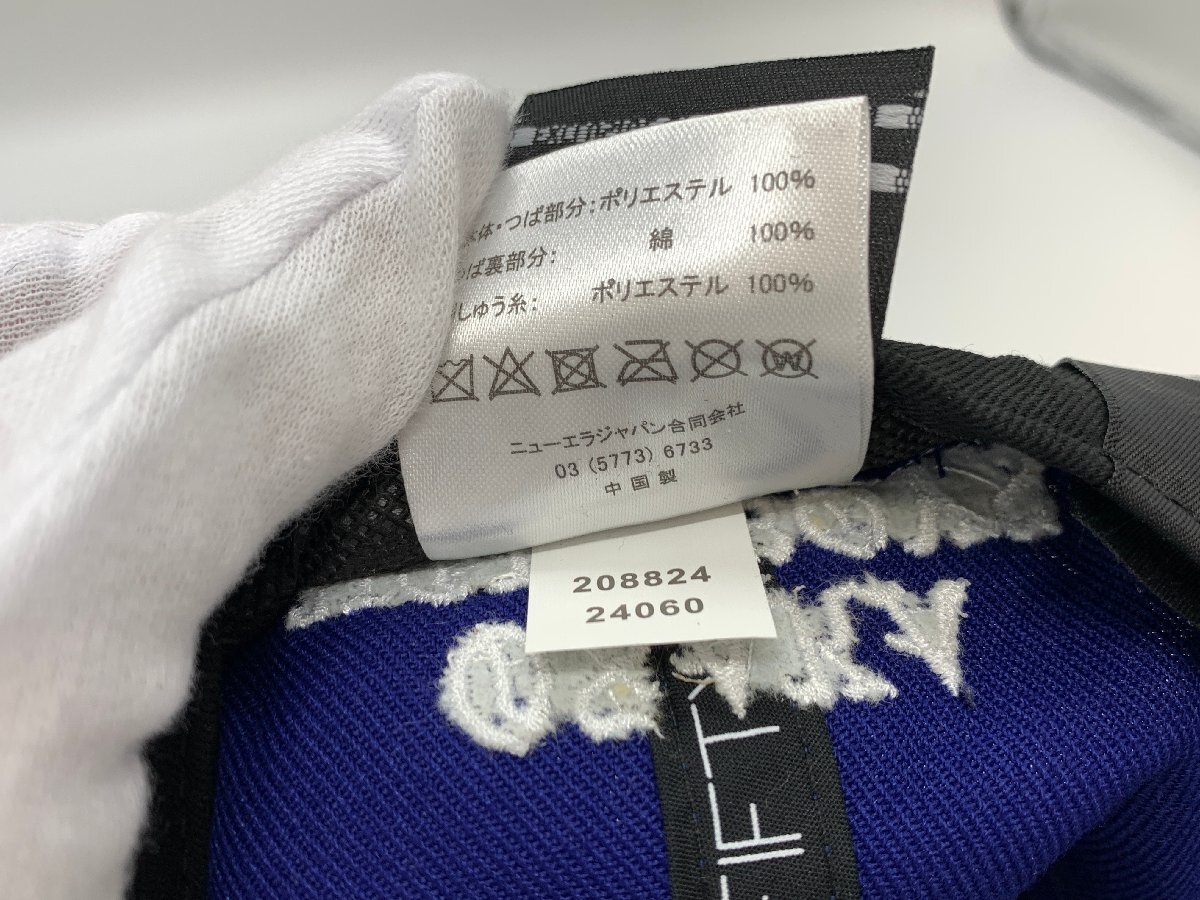 体・つば部分：ポリエステル 100%
ば裏部分： 綿 100%
しゅう糸： ポリエステル 100%
ニューエラジャパン合同会社
03 (5773) 6733
中国製
208824
24060
FIFTY